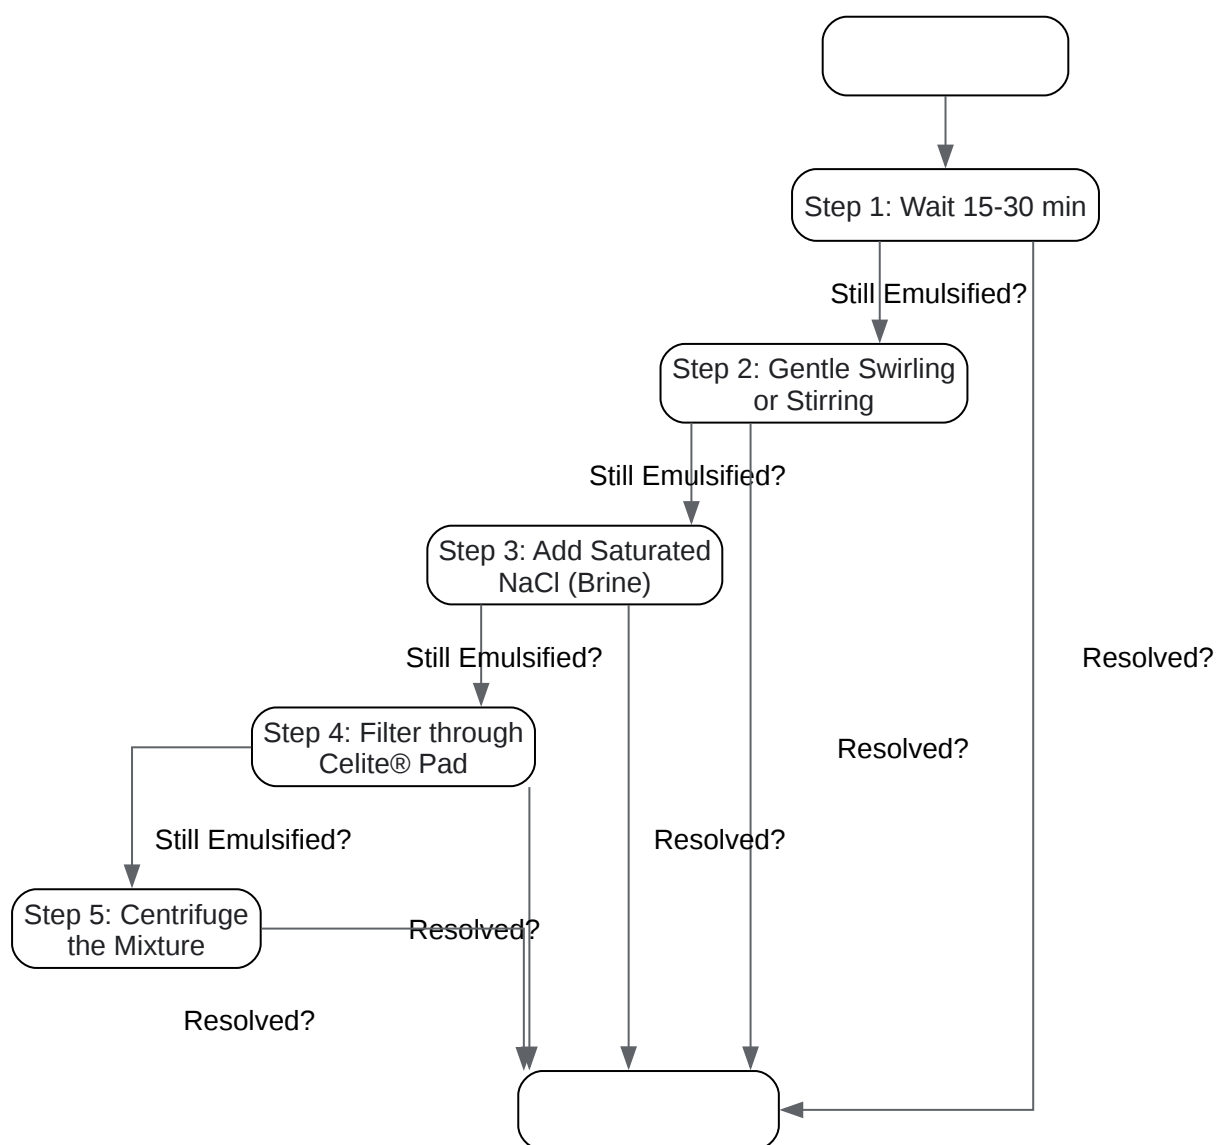 Step 1: Wait 15-30 min
Still Emulsified?
Step 2: Gentle Swirling
or Stirring
Still Emulsified?
Step 3: Add Saturated
NaCl (Brine)
Still Emulsified?
Resolved?
Step 4: Filter through
Celite® Pad
Resolved?
Still Emulsified?
Resolved?
Step 5: Centrifuge
the Mixture
Resolved?
Resolved?